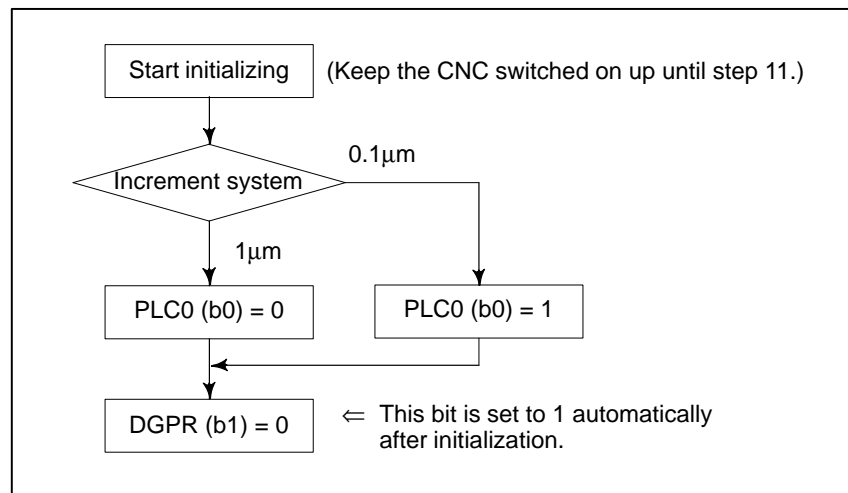 Start initializing
(Keep the CNC switched on up until step 11.)
0.1μm
Increment system
1μm
PLC0 (b0) = 0
PLC0 (b0) = 1
DGPR (b1) = 0
⇐ This bit is set to 1 automatically
after initialization.